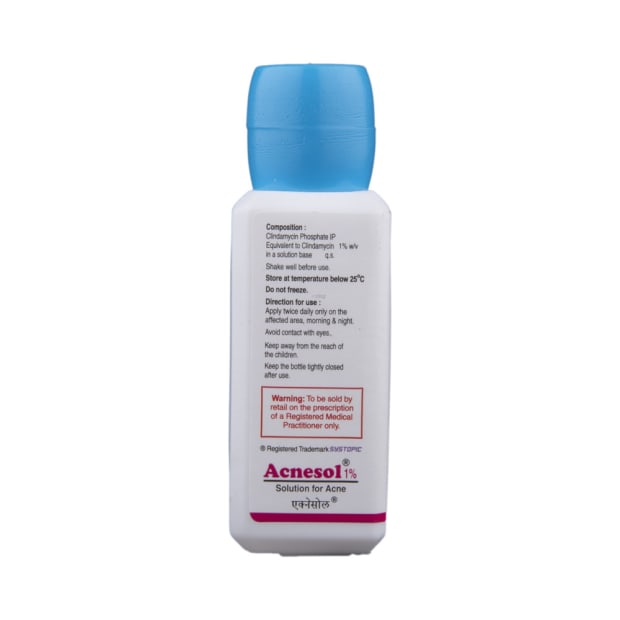 Composition :
Clindamycin Phosphate IP
Equivalent to Clindamycin 1% w/v
in a solution base q.s.
Shake well before use.
Store at temperature below 25°C
Do not freeze.
Direction for use :
Apply twice daily only on the
affected area, morning & night.
Avoid contact with eyes..
Keep away from the reach of
the children.
Keep the bottle tightly closed
after use.
Warning: To be sold by
retail on the prescription
of a Registered Medical
Practitioner only.
® Registered Trademark SYSTOPIC
Acnesol® 1%
Solution for Acne
एक्नेसोल®